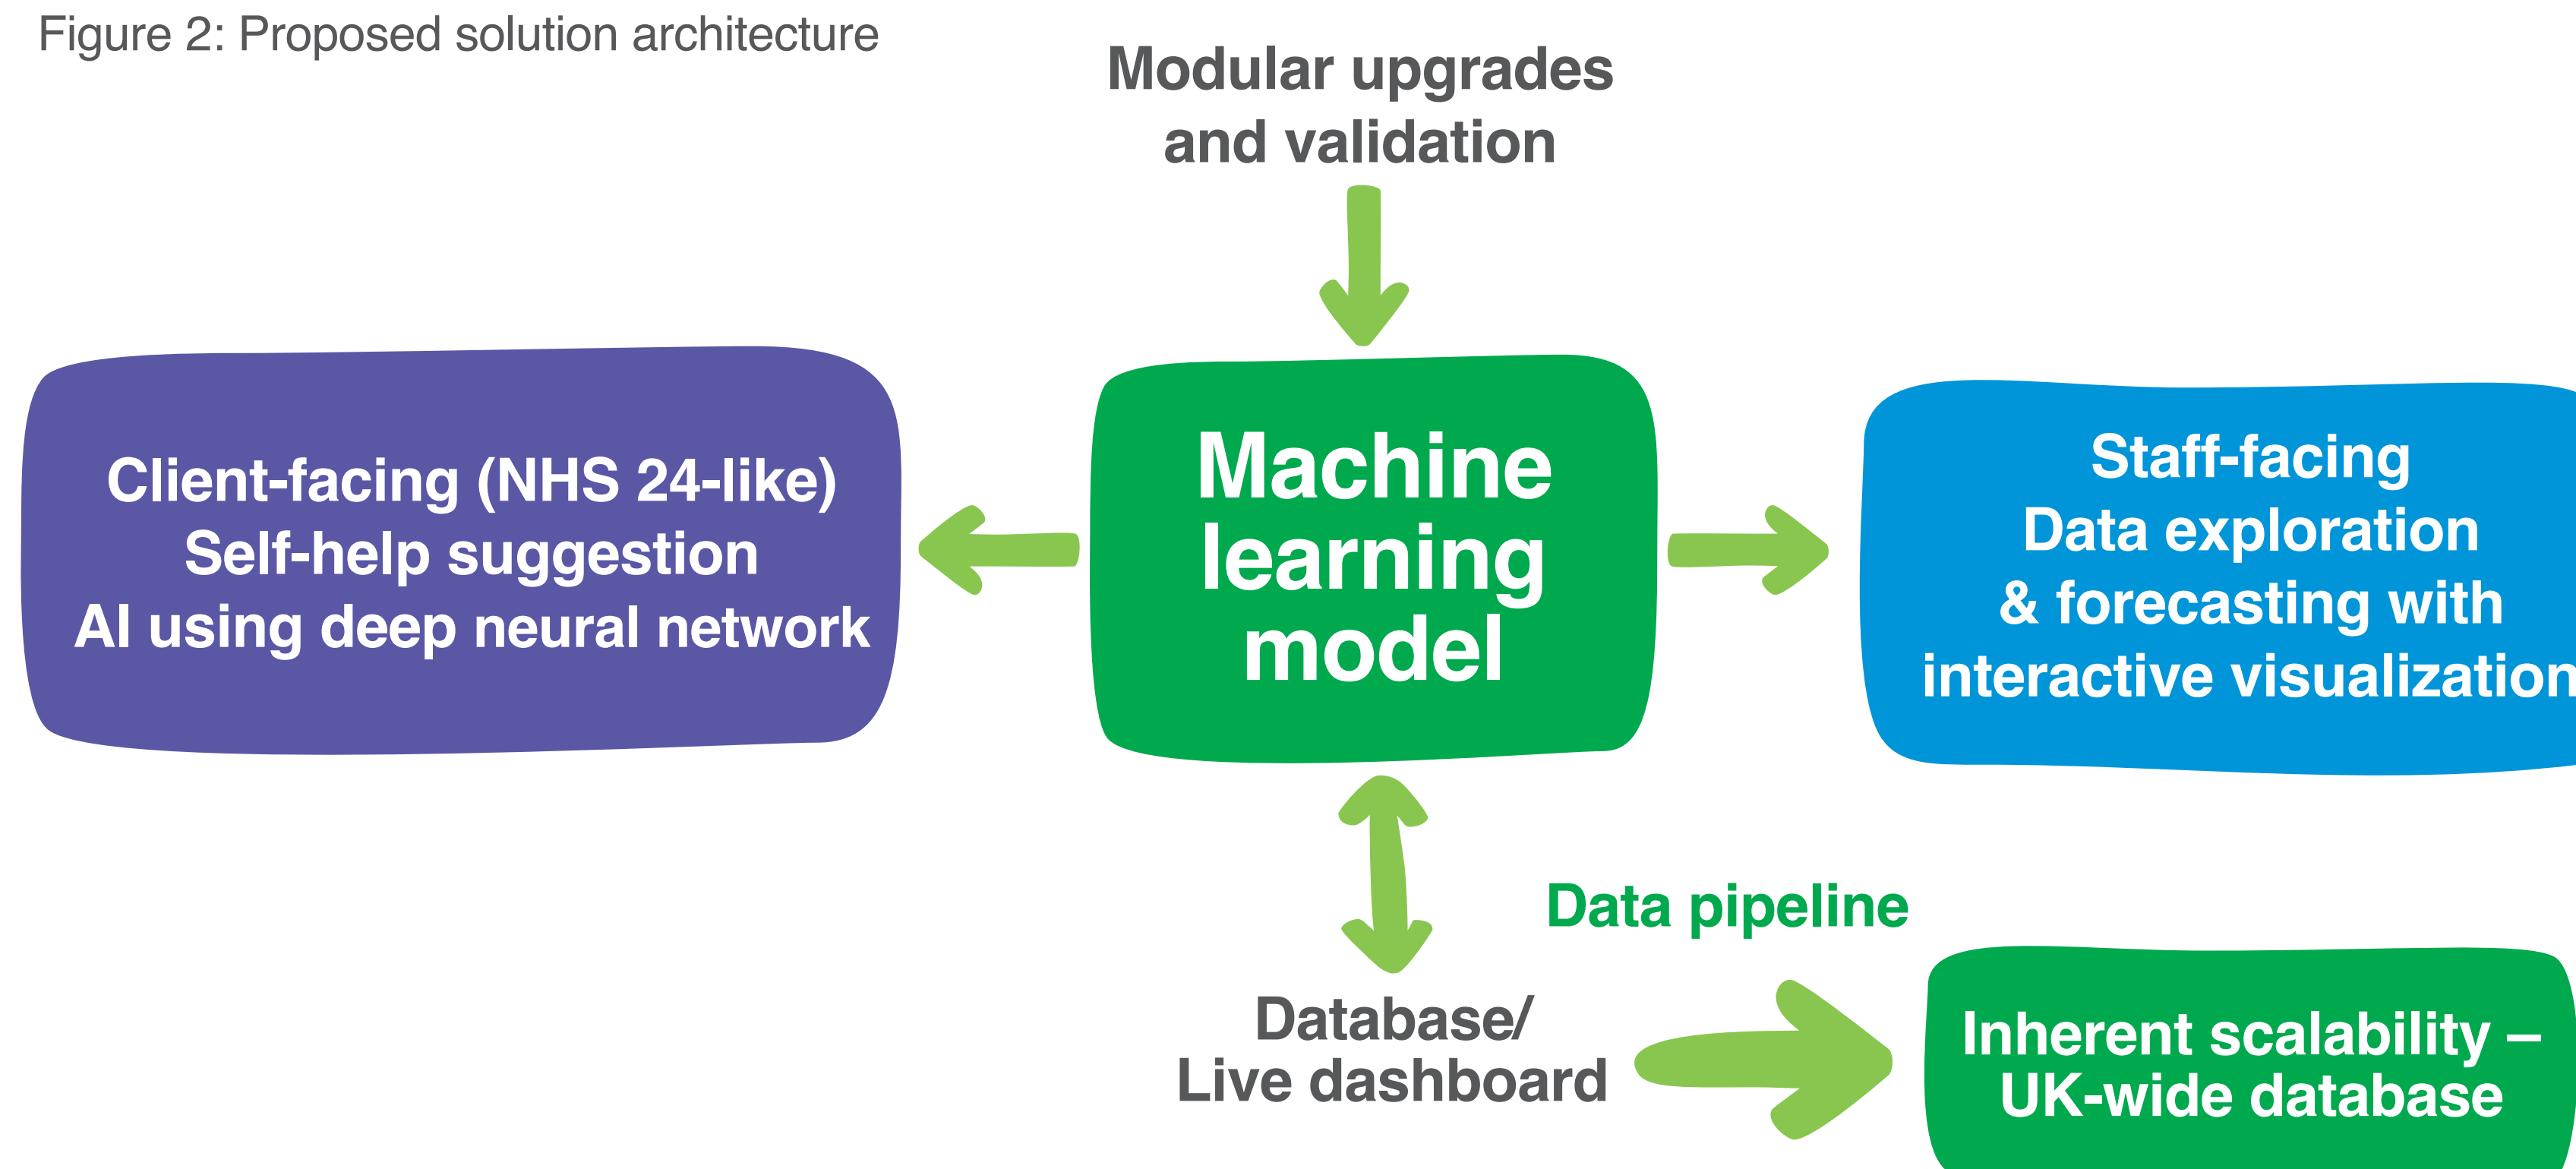 Figure 2: Proposed solution architecture
Modular upgrades
and validation
Client-facing (NHS 24-like)
Self-help suggestion
AI using deep neural network
Machine
learning
model
Staff-facing
Data exploration
& forecasting with
interactive visualization
Data pipeline
Database/
Live dashboard
Inherent scalability –
UK-wide database